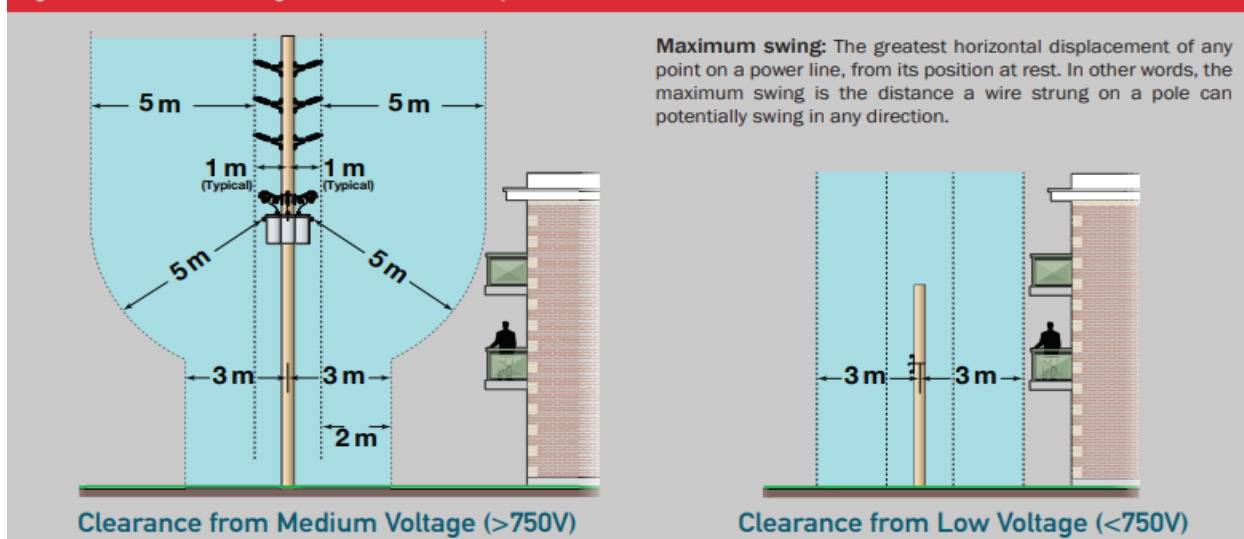 Maximum swing: The greatest horizontal displacement of any
point on a power line, from its position at rest. In other words, the
maximum swing is the distance a wire strung on a pole can
potentially swing in any direction.
5 m
5 m
1 m
(Typical)
1 m
(Typical)
5 m
5 m
3 m
3 m
2 m
3 m
3 m
Clearance from Medium Voltage (>750V)
Clearance from Low Voltage (<750V)